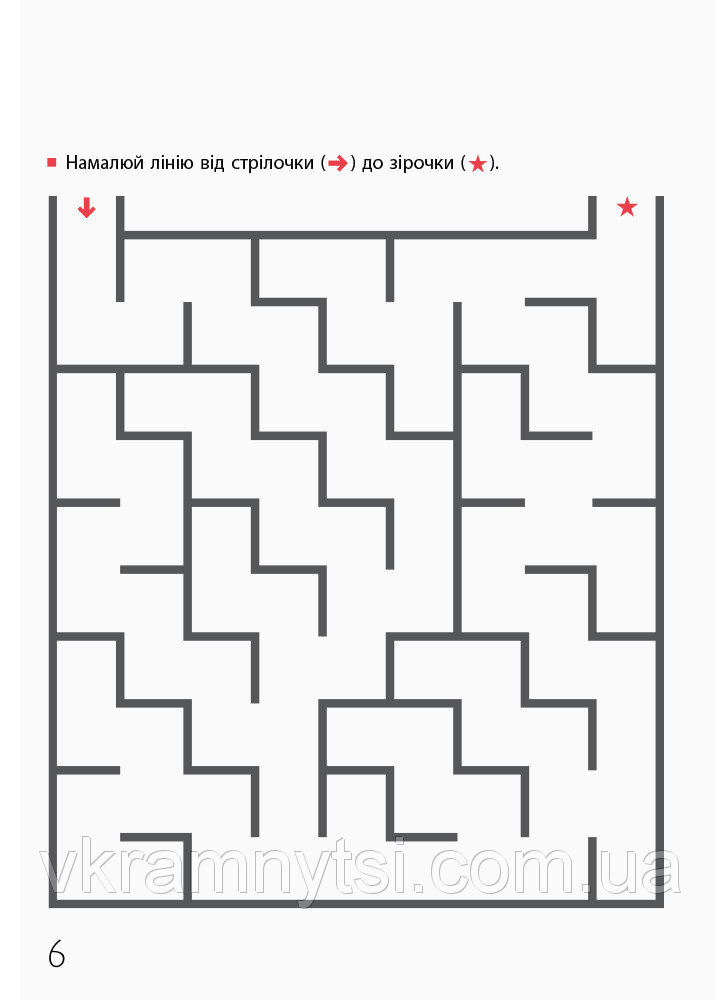 Намалюй лінію від стрілочки (➔) до зірочки (★).
vkramnytsi.com.ua
6